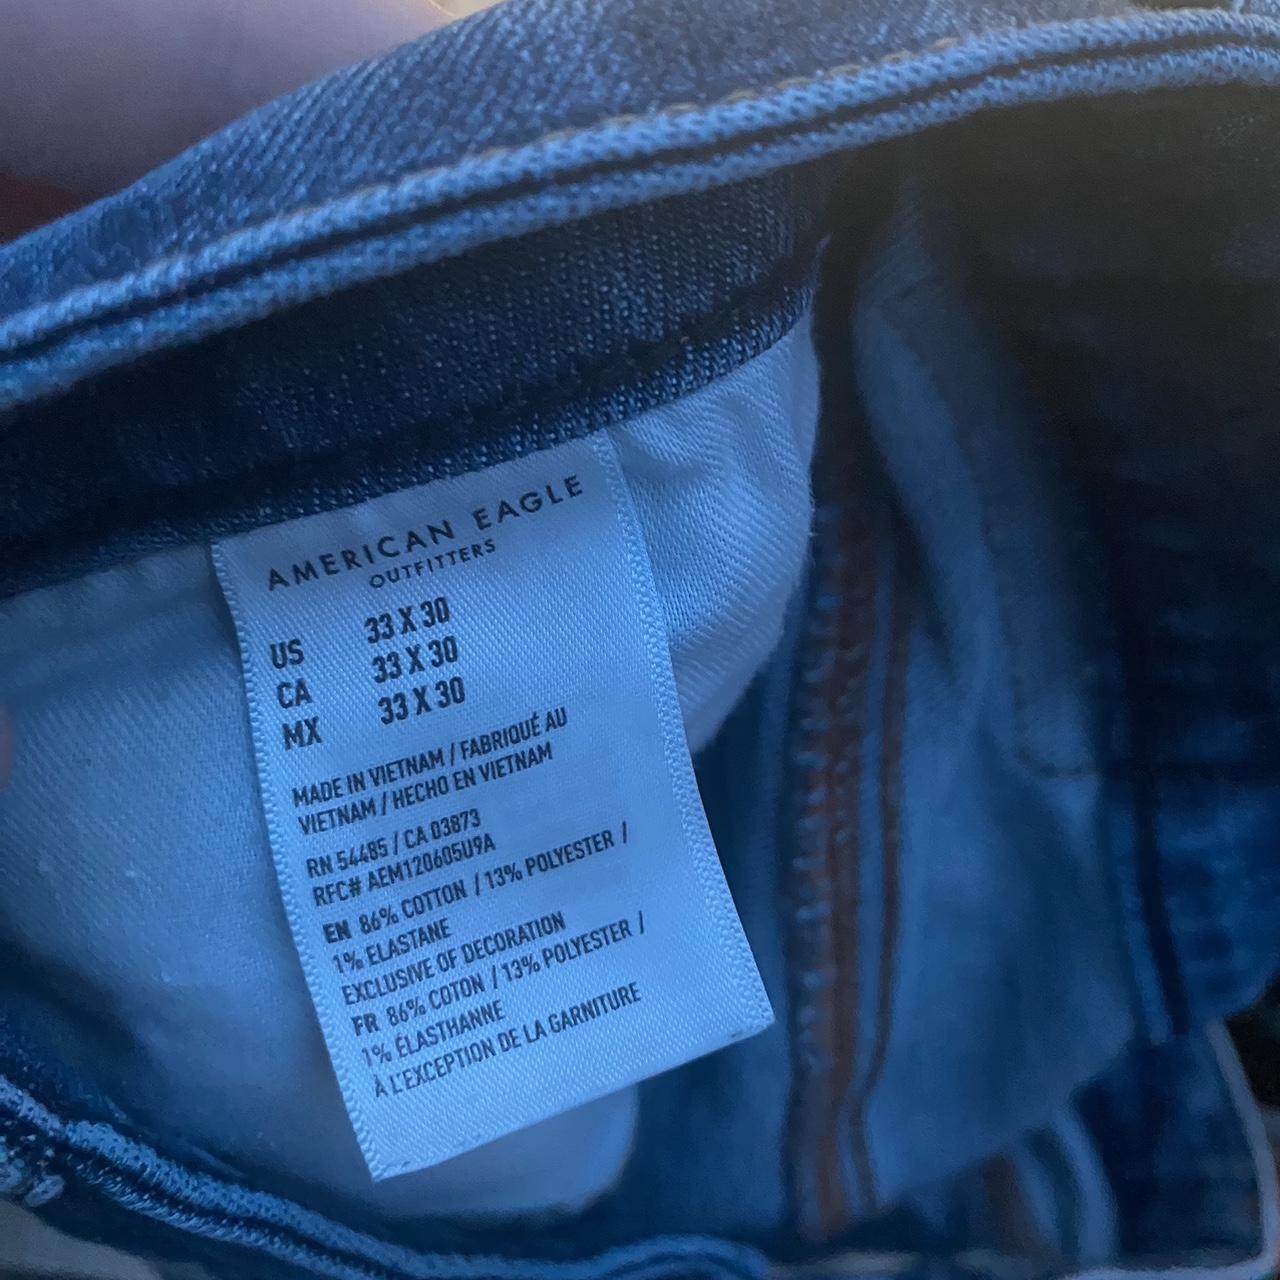 AMERICAN EAGLE
OUTFITTERS
US 33 X 30
CA 33 X 30
MX 33 X 30
MADE IN VIETNAM / FABRIQUÉ AU
VIETNAM / HECHO EN VIETNAM
RN 54485 / CA 03873
RFC# AEM120605U9A
EN 86% COTTON / 13% POLYESTER /
1% ELASTANE
EXCLUSIVE OF DECORATION
FR 86% COTON / 13% POLYESTER /
1% ÉLASTHANNE
À L'EXCEPTION DE LA GARNITURE